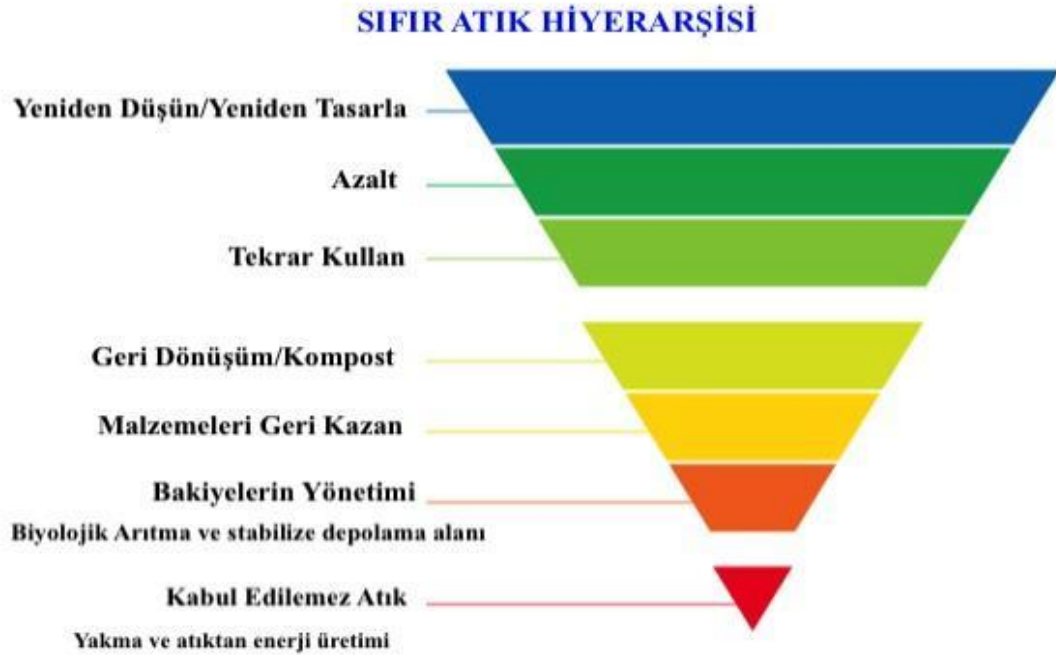 SIFIR ATIK HİYERARŞİSİ
Yeniden Düşün/Yeniden Tasarla
Azalt
Tekrar Kullan
Geri Dönüşüm/Kompost
Malzemeleri Geri Kazan
Bakiyelerin Yönetimi
Biyolojik Arıtma ve stabilize depolama alanı
Kabul Edilemez Atık
Yakma ve atıktan enerji üretimi